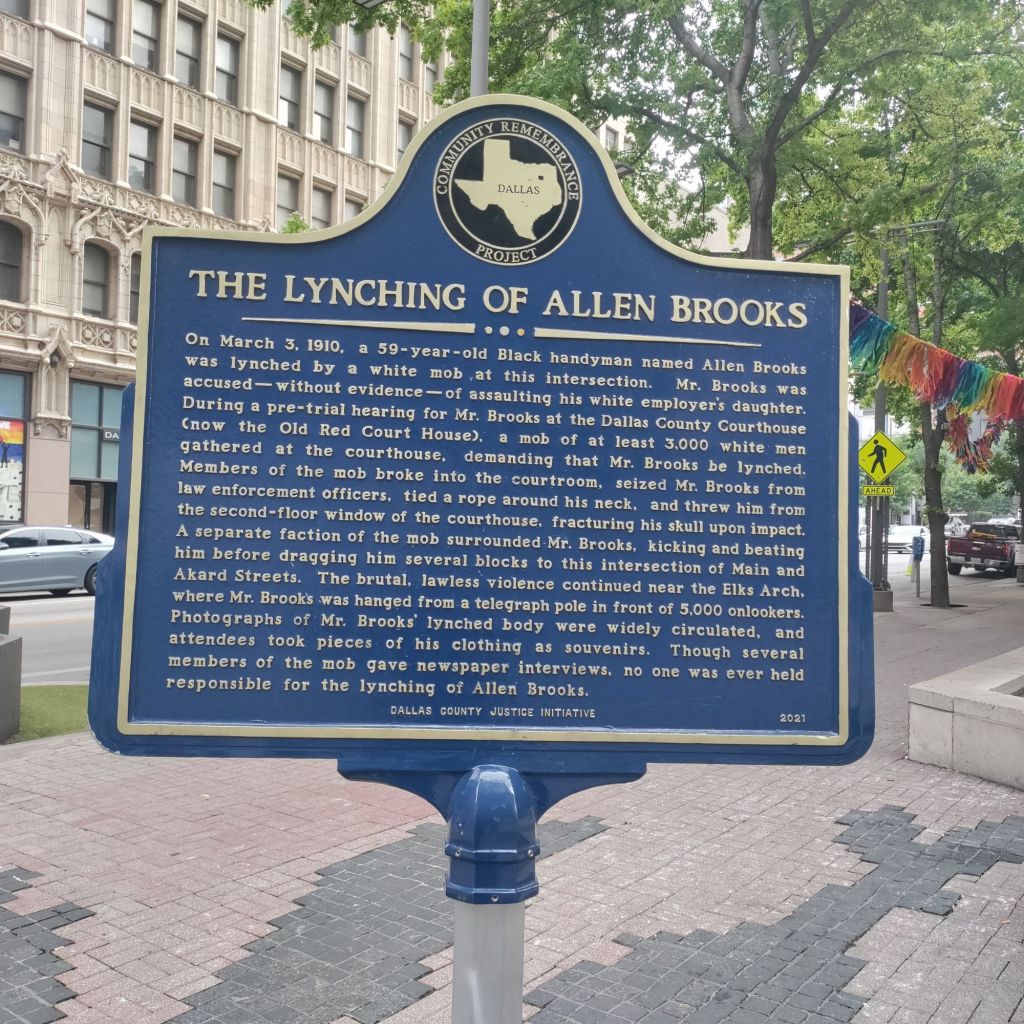 COMMUNITY REMEMBRANCE
DALLAS
PROJECT
THE LYNCHING OF ALLEN BROOKS
On March 3, 1910, a 59-year-old Black handyman named Allen Brooks
was lynched by a white mob at this intersection. Mr. Brooks was
accused—without evidence—of assaulting his white employer's daughter.
During a pre-trial hearing for Mr. Brooks at the Dallas County Courthouse
(now the Old Red Court House), a mob of at least 3,000 white men
gathered at the courthouse, demanding that Mr. Brooks be lynched.
Members of the mob broke into the courtroom, seized Mr. Brooks from
law enforcement officers, tied a rope around his neck, and threw him from
the second-floor window of the courthouse, fracturing his skull upon impact.
A separate faction of the mob surrounded Mr. Brooks, kicking and beating
him before dragging him several blocks to this intersection of Main and
Akard Streets. The brutal, lawless violence continued near the Elks Arch,
where Mr. Brooks was hanged from a telegraph pole in front of 5,000 onlookers.
Photographs of Mr. Brooks' lynched body were widely circulated, and
attendees took pieces of his clothing as souvenirs. Though several
members of the mob gave newspaper interviews, no one was ever held
responsible for the lynching of Allen Brooks.
DALLAS COUNTY JUSTICE INITIATIVE
2021
AHEAD